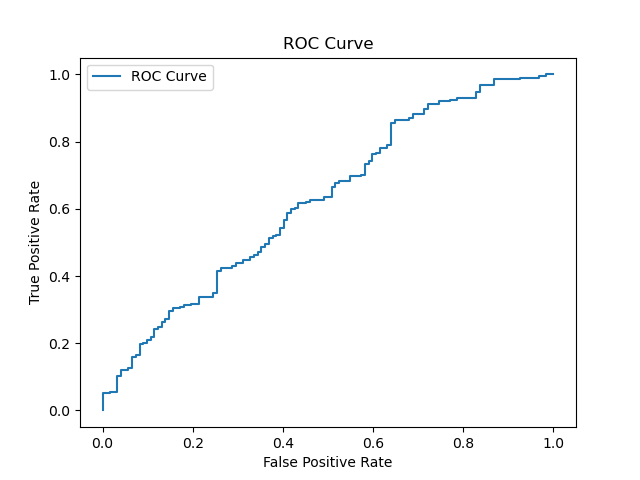 ROC Curve
ROC Curve
1.0
0.8
0.6
0.4
0.2
0.0
True Positive Rate
0.0 0.2 0.4 0.6 0.8 1.0
False Positive Rate